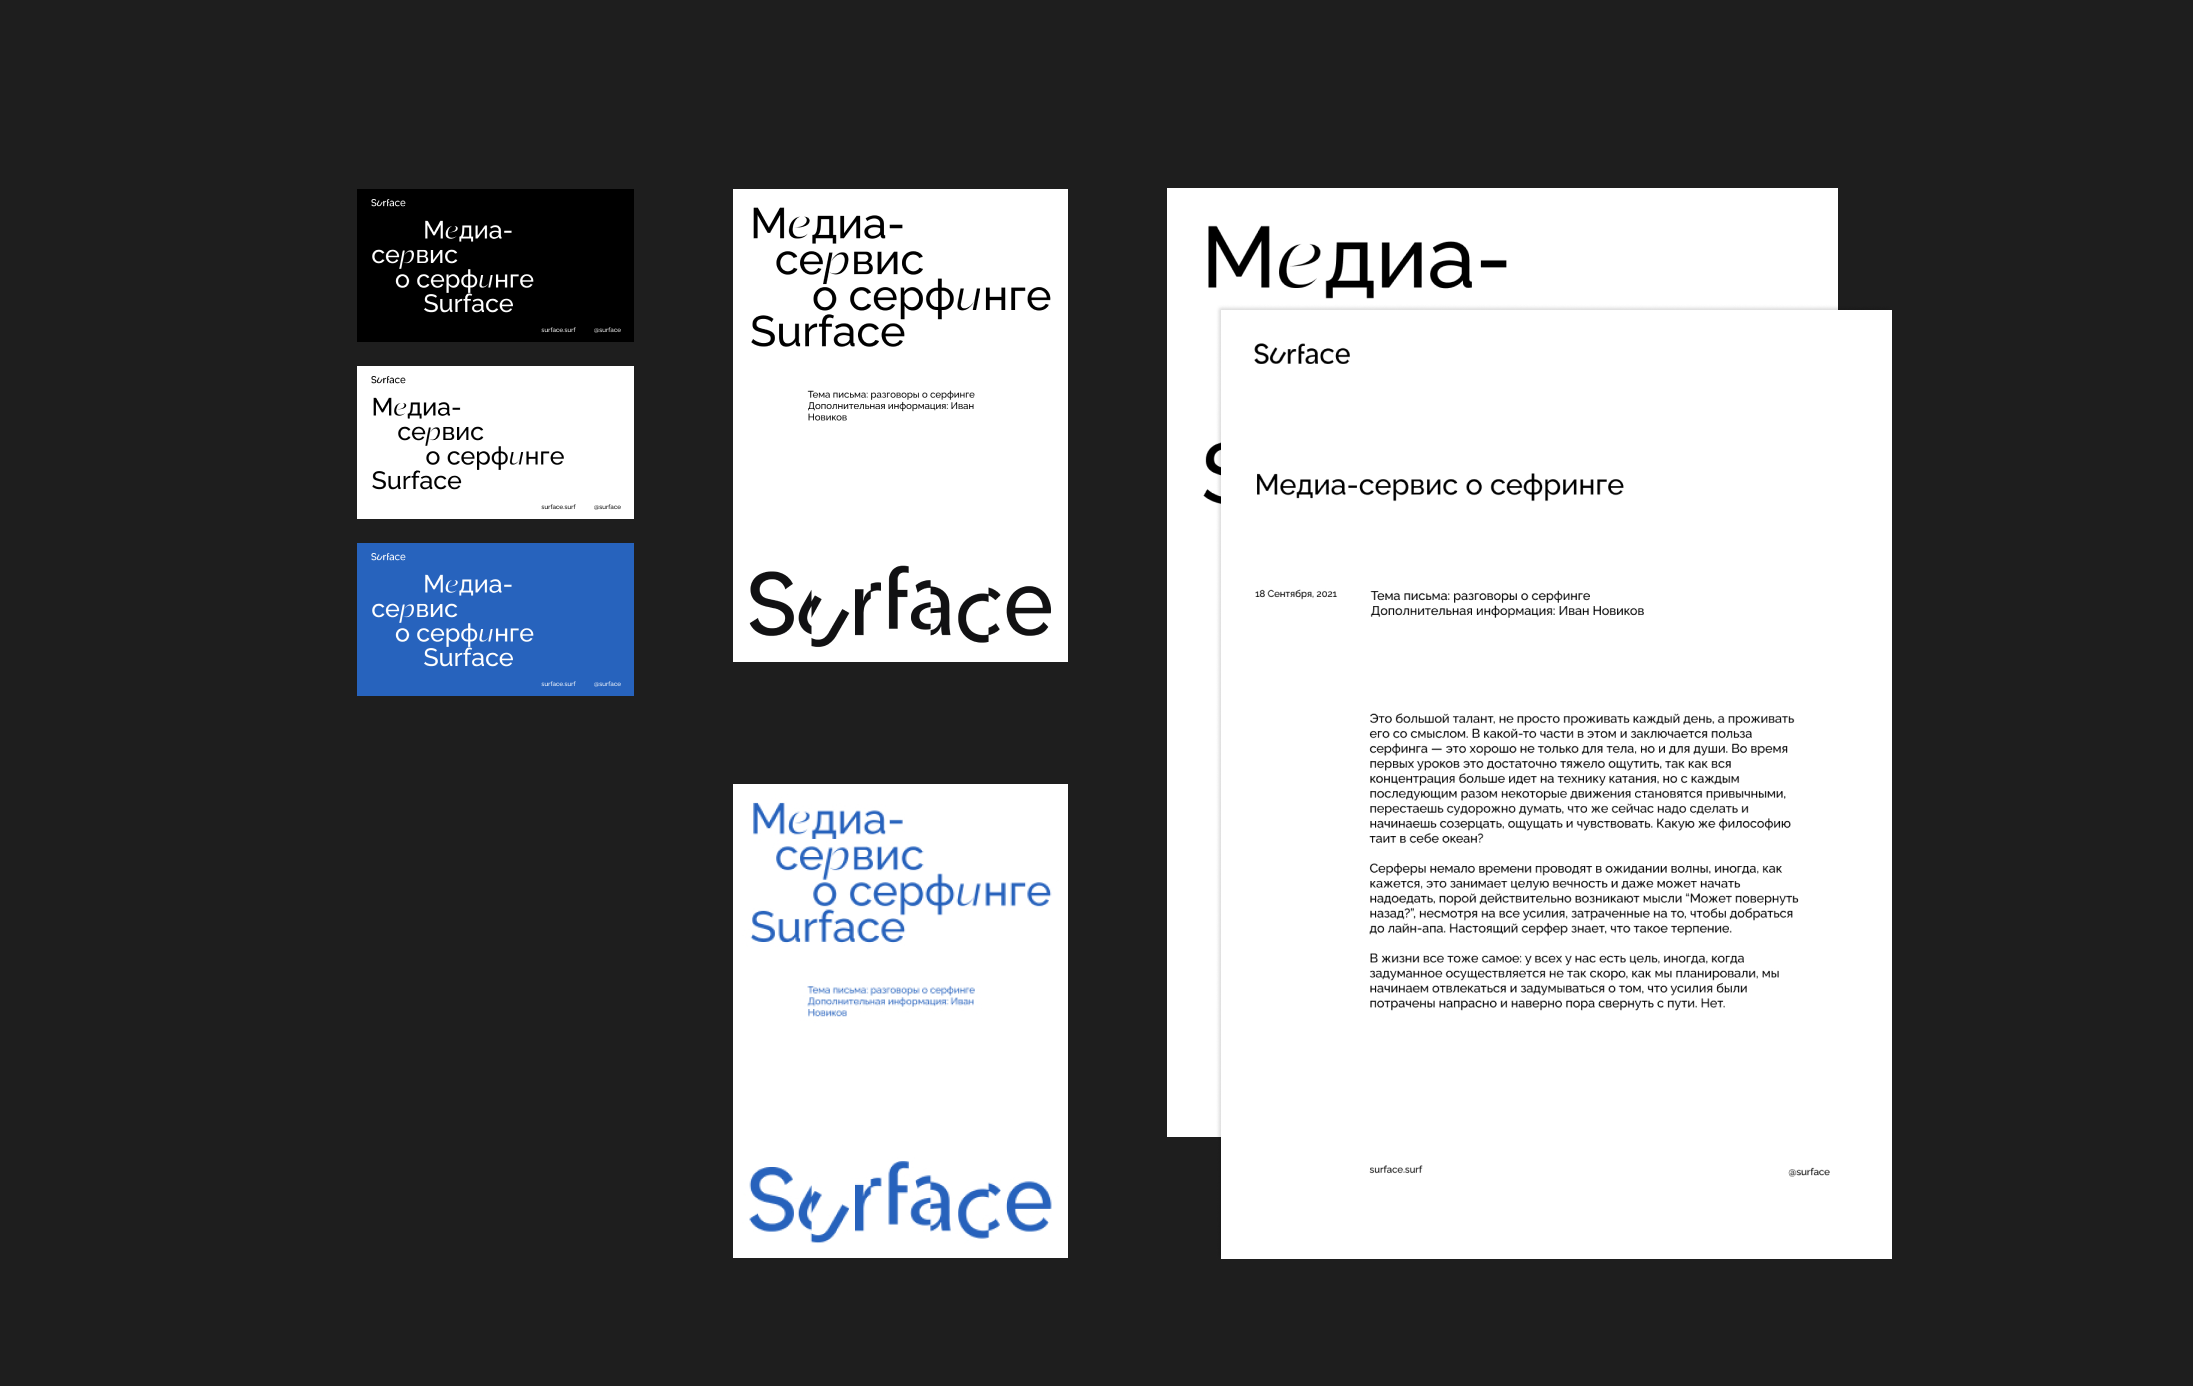 Surface
Медиа-
сервис
о серфинге
Surface
surface.surf @surface
Surface
Медиа-
сервис
о серфинге
Surface
surface.surf @surface
Surface
Медиа-
сервис
о серфинге
Surface
surface.surf @surface
Медиа-
сервис
о серфинге
Surface
Тема письма: разговоры о серфинге
Дополнительная информация: Иван
Новиков
Surface
Медиа-
сервис
о серфинге
Surface
Тема письма: разговоры о серфинге
Дополнительная информация: Иван
Новиков
Surface
Медиа-
Surface
Медиа-сервис о сефринге
18 Сентября, 2021
Тема письма: разговоры о серфинге
Дополнительная информация: Иван Новиков
Это большой талант, не просто проживать каждый день, а проживать
его со смыслом. В какой-то части в этом и заключается польза
серфинга — это хорошо не только для тела, но и для души. Во время
первых уроков это достаточно тяжело ощутить, так как вся
концентрация больше идет на технику катания, но с каждым
последующим разом некоторые движения становятся привычными,
перестаешь судорожно думать, что же сейчас надо сделать и
начинаешь созерцать, ощущать и чувствовать. Какую же философию
таит в себе океан?
Серферы немало времени проводят в ожидании волны, иногда, как
кажется, это занимает целую вечность и даже может начать
надоедать, порой действительно возникают мысли “Может повернуть
назад?”, несмотря на все усилия, затраченные на то, чтобы добраться
до лайн-апа. Настоящий серфер знает, что такое терпение.
В жизни все тоже самое: у всех у нас есть цель, иногда, когда
задуманное осуществляется не так скоро, как мы планировали, мы
начинаем отвлекаться и задумываться о том, что усилия были
потрачены напрасно и наверно пора свернуть с пути. Нет.
surface.surf @surface